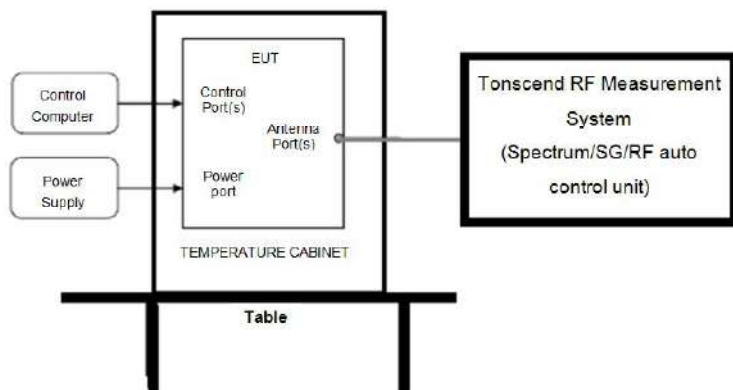 Control
Computer
Power
Supply
EUT
Control
Port(s)
Antenna
Port(s)
Power
port
TEMPERATURE CABINET
Table
Tonscend RF Measurement
System
(Spectrum/SG/RF auto
control unit)